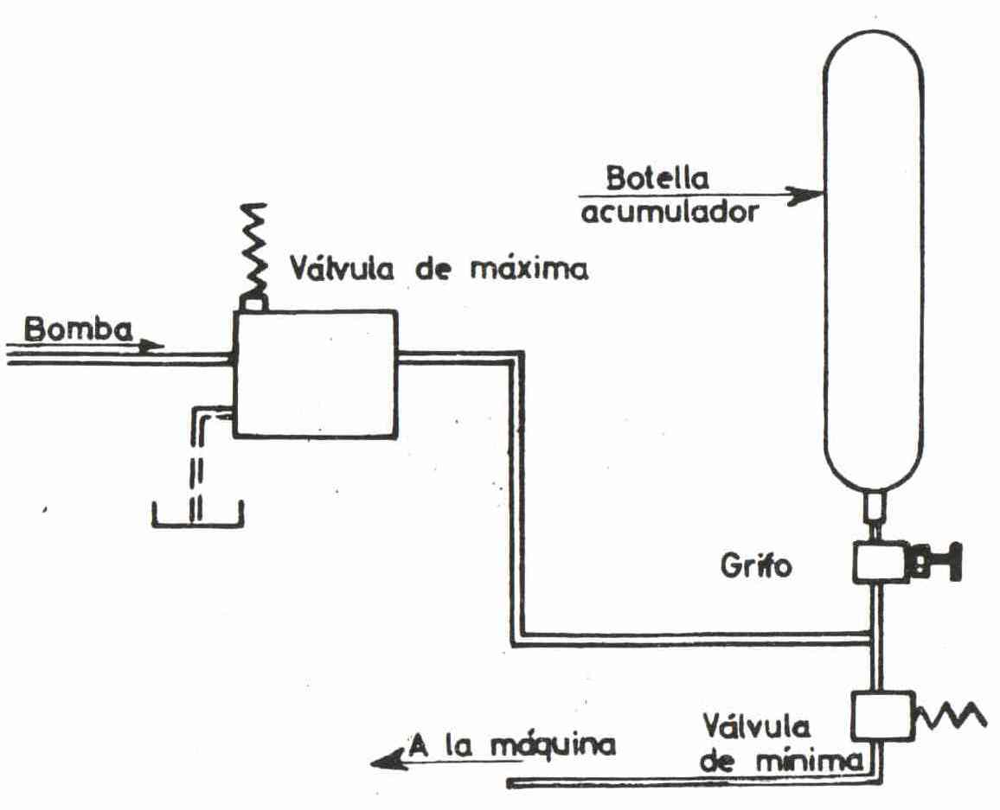 Botella
acumulador
Válvula de máxima
Bomba
Grifo
Válvula
de mínima
A la máquina